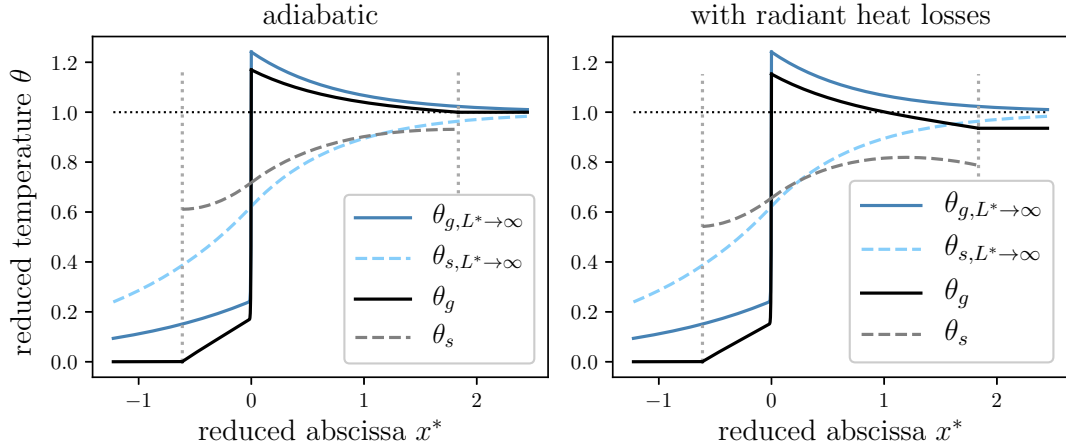 adiabatic
with radiant heat losses
reduced temperature θ
1.2
1.0
0.8
0.6
0.4
0.2
0.0
θ_{g,L*→∞}
θ_{s,L*→∞}
θ_g
θ_s
−1 0 1 2
reduced abscissa x*
θ_{g,L*→∞}
θ_{s,L*→∞}
θ_g
θ_s
1.2
1.0
0.8
0.6
0.4
0.2
0.0
−1 0 1 2
reduced abscissa x*